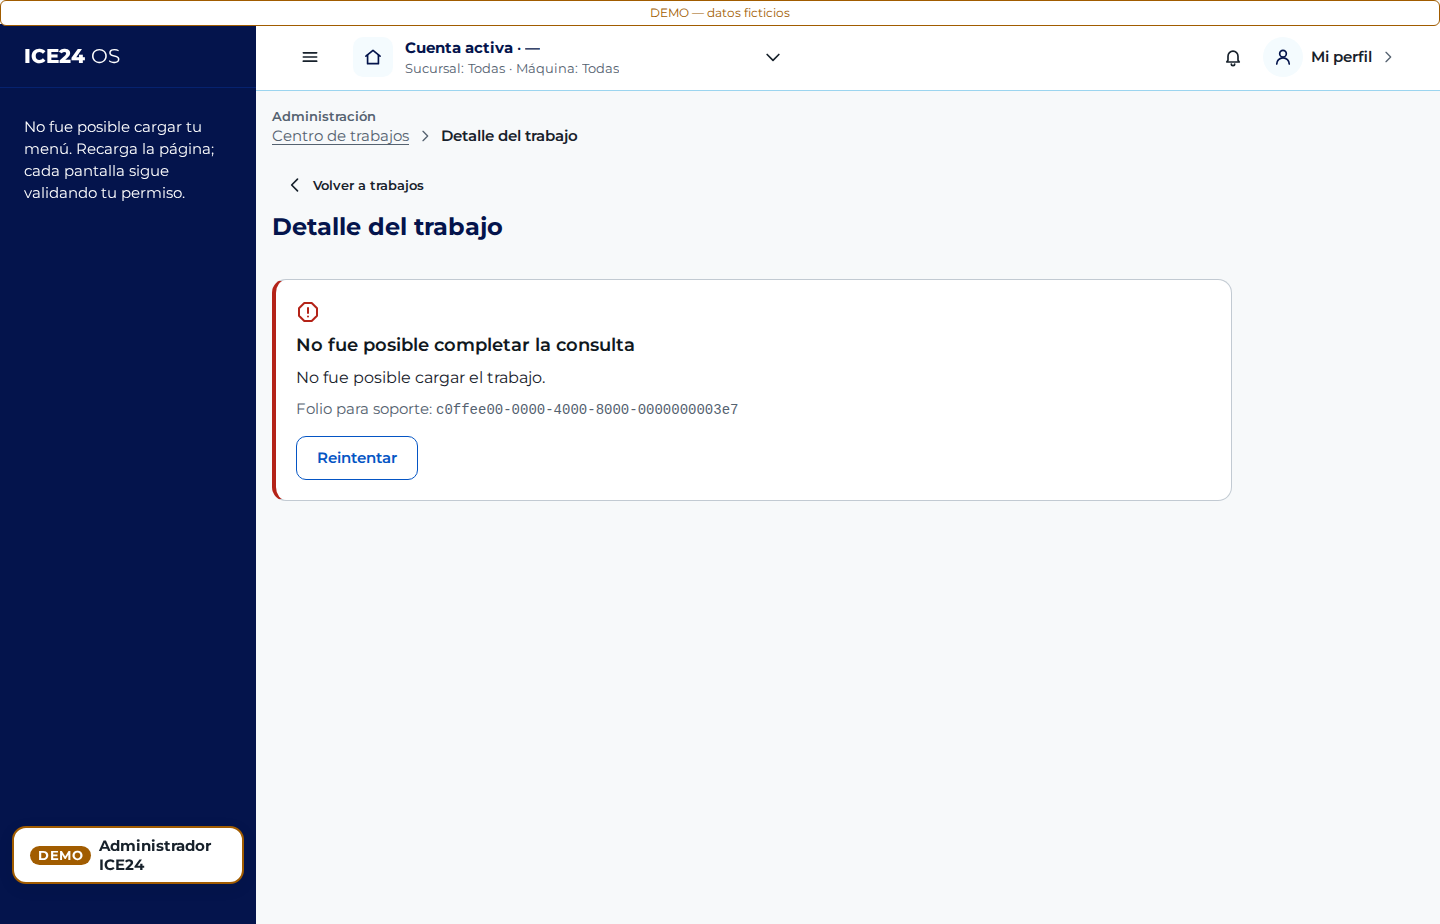 DEMO — datos ficticios
ICE24 OS
No fue posible cargar tu
menú. Recarga la página;
cada pantalla sigue
validando tu permiso.
DEMO
Administrador
ICE24
Cuenta activa · —
Sucursal: Todas · Máquina: Todas
Mi perfil
Administración
Centro de trabajos
Detalle del trabajo
Volver a trabajos
Detalle del trabajo
No fue posible completar la consulta
No fue posible cargar el trabajo.
Folio para soporte: c0ffee00-0000-4000-8000-0000000003e7
Reintentar